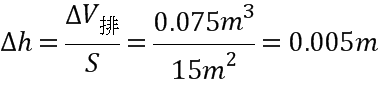 Δh = ΔV排 / S = 0.075m³ / 15m² = 0.005m